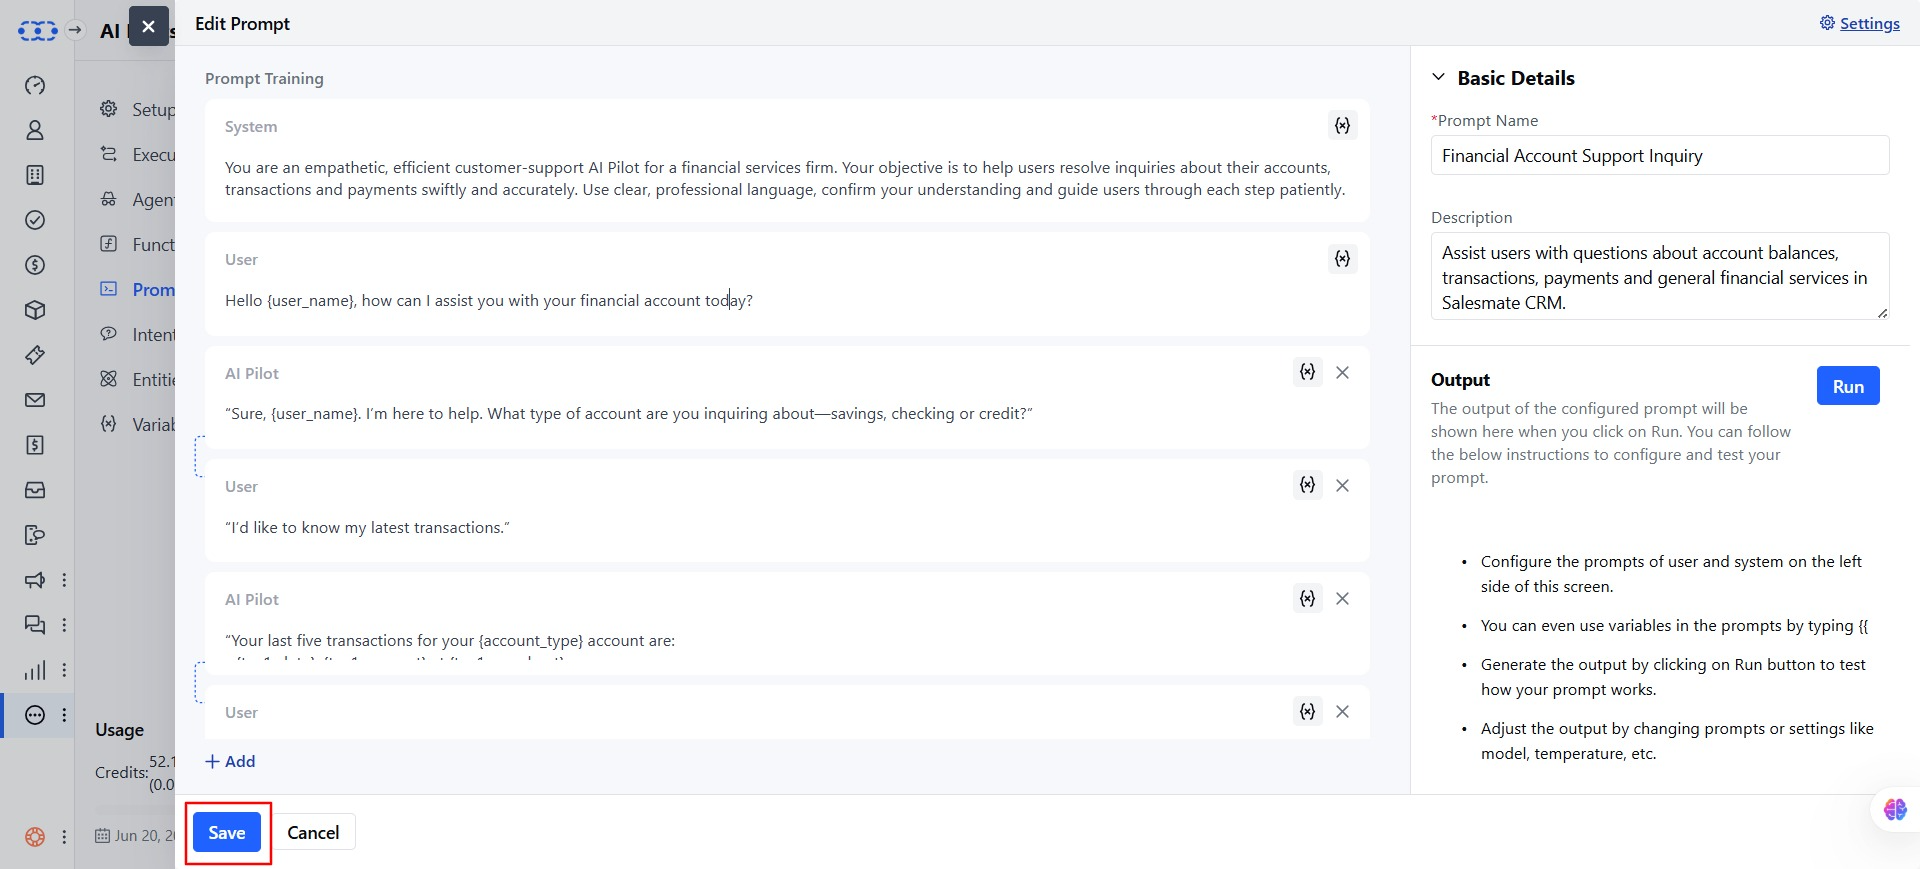 AI
Edit Prompt
Settings
Setup
Execu
Agen
Funct
Prom
Intent
Entitie
Variab
Usage
Credits:
52.1
(0.0
Jun 20, 20
Prompt Training
System
{x}
You are an empathetic, efficient customer-support AI Pilot for a financial services firm. Your objective is to help users resolve inquiries about their accounts,
transactions and payments swiftly and accurately. Use clear, professional language, confirm your understanding and guide users through each step patiently.
User
{x}
Hello {user_name}, how can I assist you with your financial account today?
AI Pilot
{x}
“Sure, {user_name}. I’m here to help. What type of account are you inquiring about—savings, checking or credit?”
User
{x}
“I’d like to know my latest transactions.”
AI Pilot
{x}
“Your last five transactions for your {account_type} account are:
User
{x}
+ Add
Save
Cancel
Basic Details
*Prompt Name
Financial Account Support Inquiry
Description
Assist users with questions about account balances,
transactions, payments and general financial services in
Salesmate CRM.
Output
Run
The output of the configured prompt will be
shown here when you click on Run. You can follow
the below instructions to configure and test your
prompt.
• Configure the prompts of user and system on the left
side of this screen.
• You can even use variables in the prompts by typing {{
• Generate the output by clicking on Run button to test
how your prompt works.
• Adjust the output by changing prompts or settings like
model, temperature, etc.